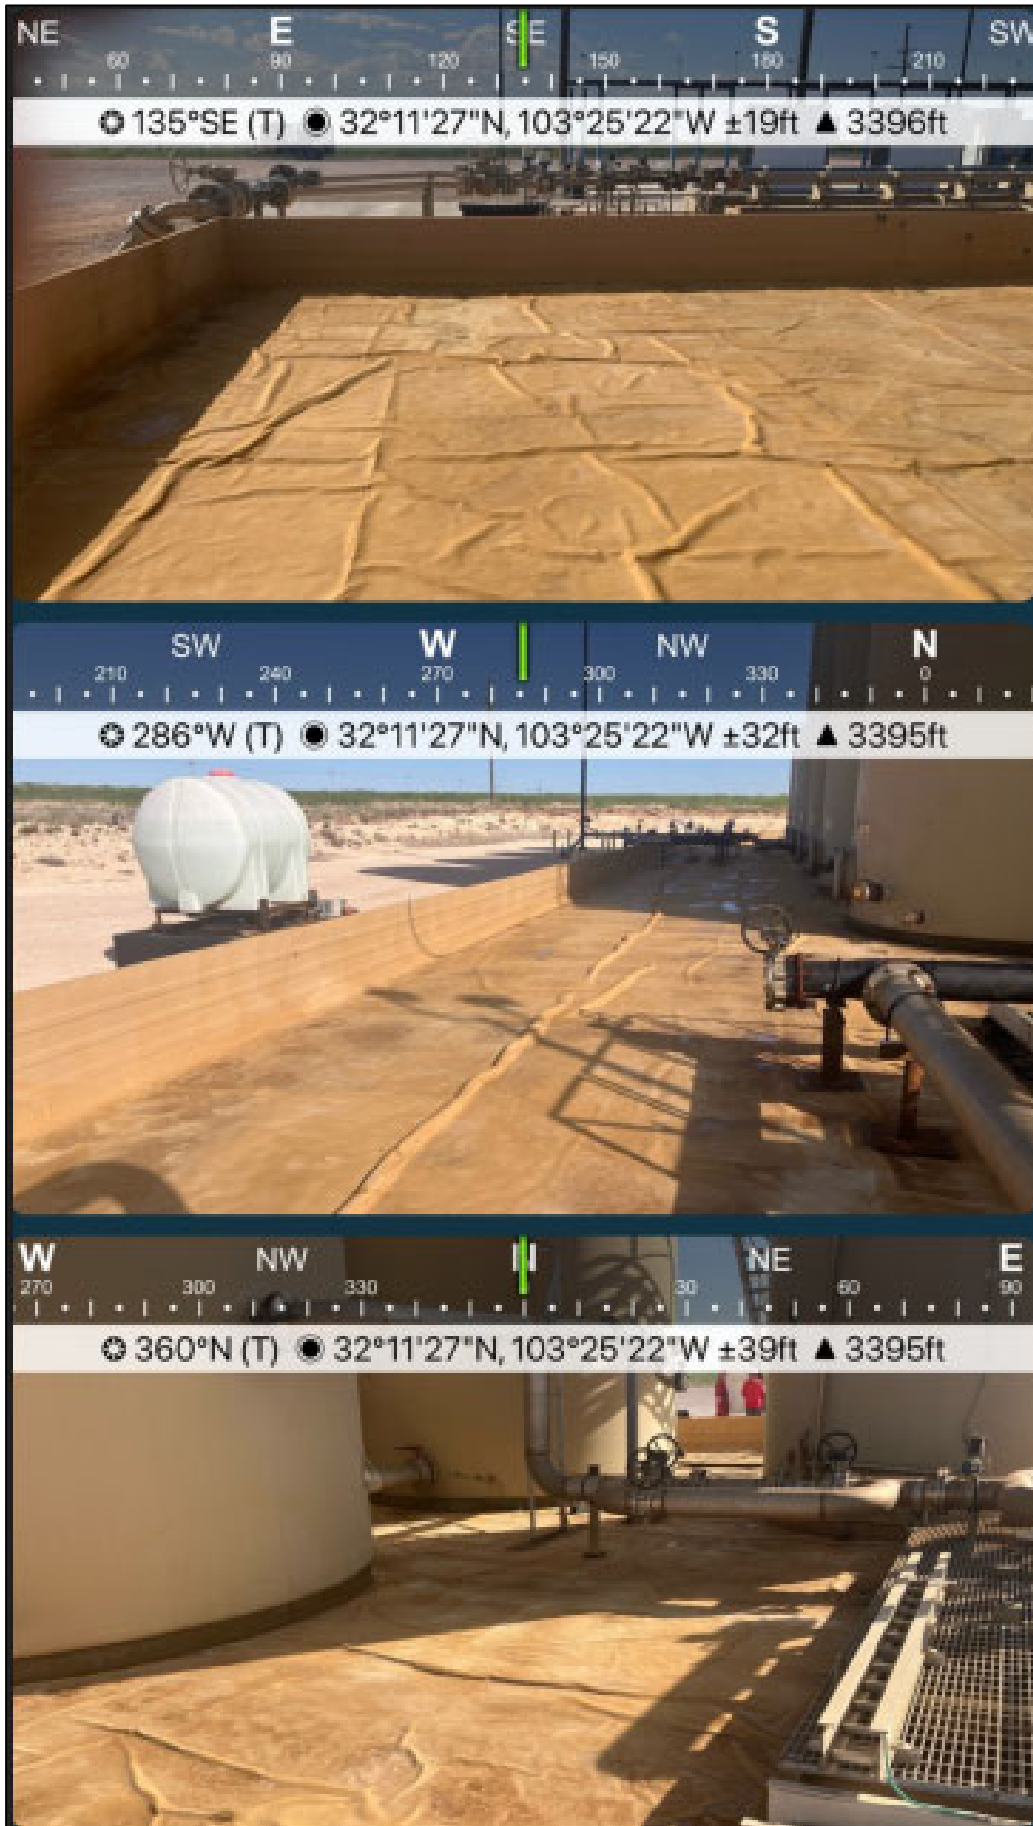 NE E SE S SW
60 90 120 150 180 210
135°SE (T) 32°11'27"N, 103°25'22"W ±19ft ▲ 3396ft
SW W NW N
210 240 270 300 330 0
286°W (T) 32°11'27"N, 103°25'22"W ±32ft ▲ 3395ft
W NW N NE E
270 300 330 30 60 90
360°N (T) 32°11'27"N, 103°25'22"W ±39ft ▲ 3395ft